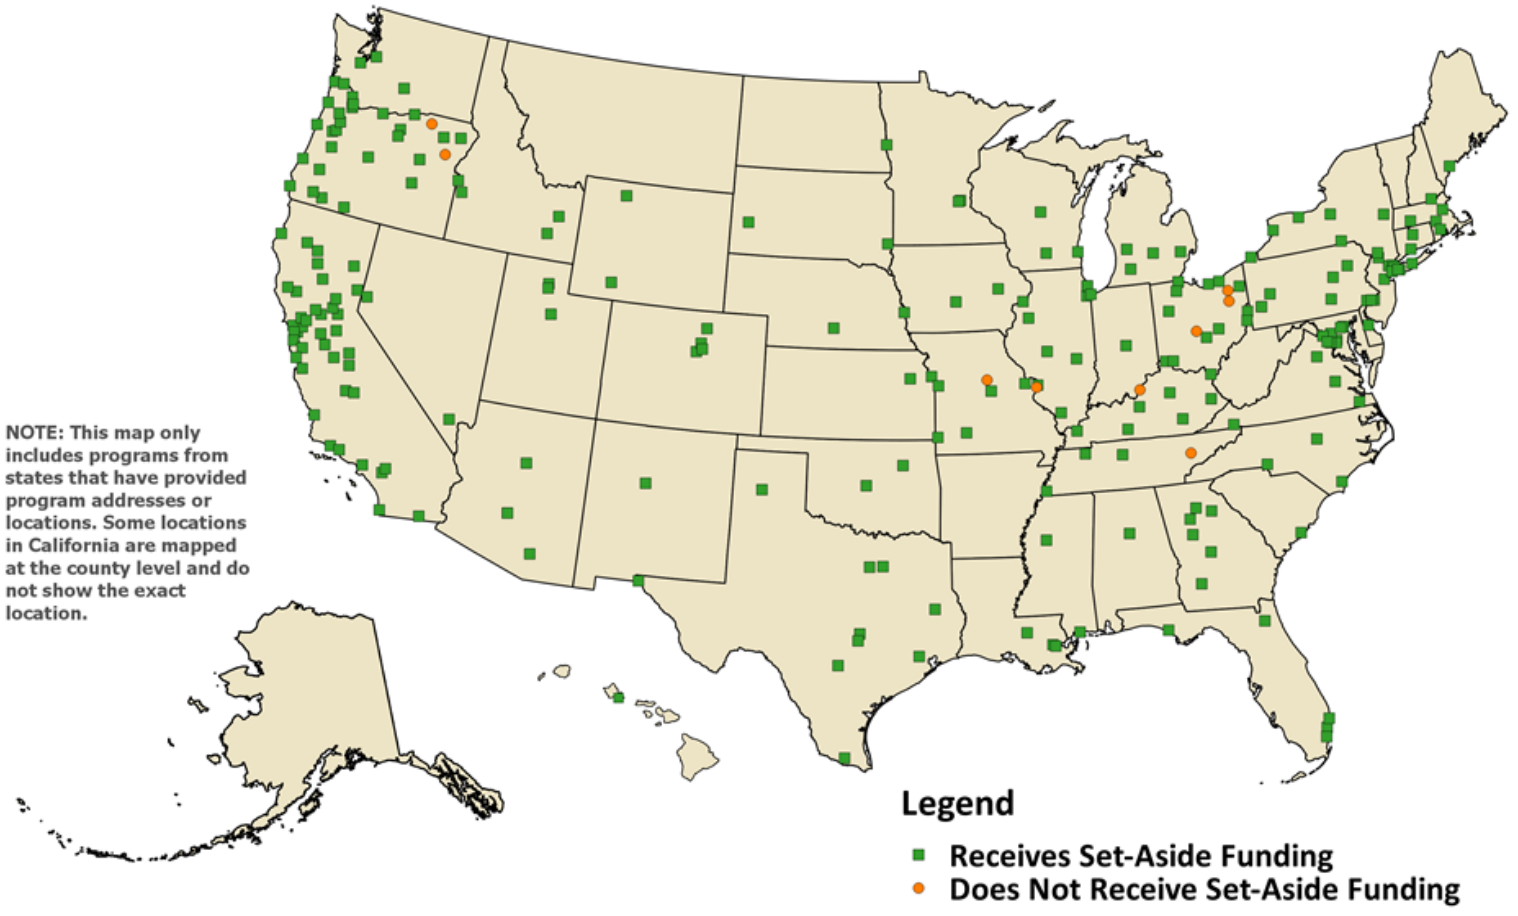 NOTE: This map only
includes programs from
states that have provided
program addresses or
locations. Some locations
in California are mapped
at the county level and do
not show the exact
location.
Legend
Receives Set-Aside Funding
Does Not Receive Set-Aside Funding